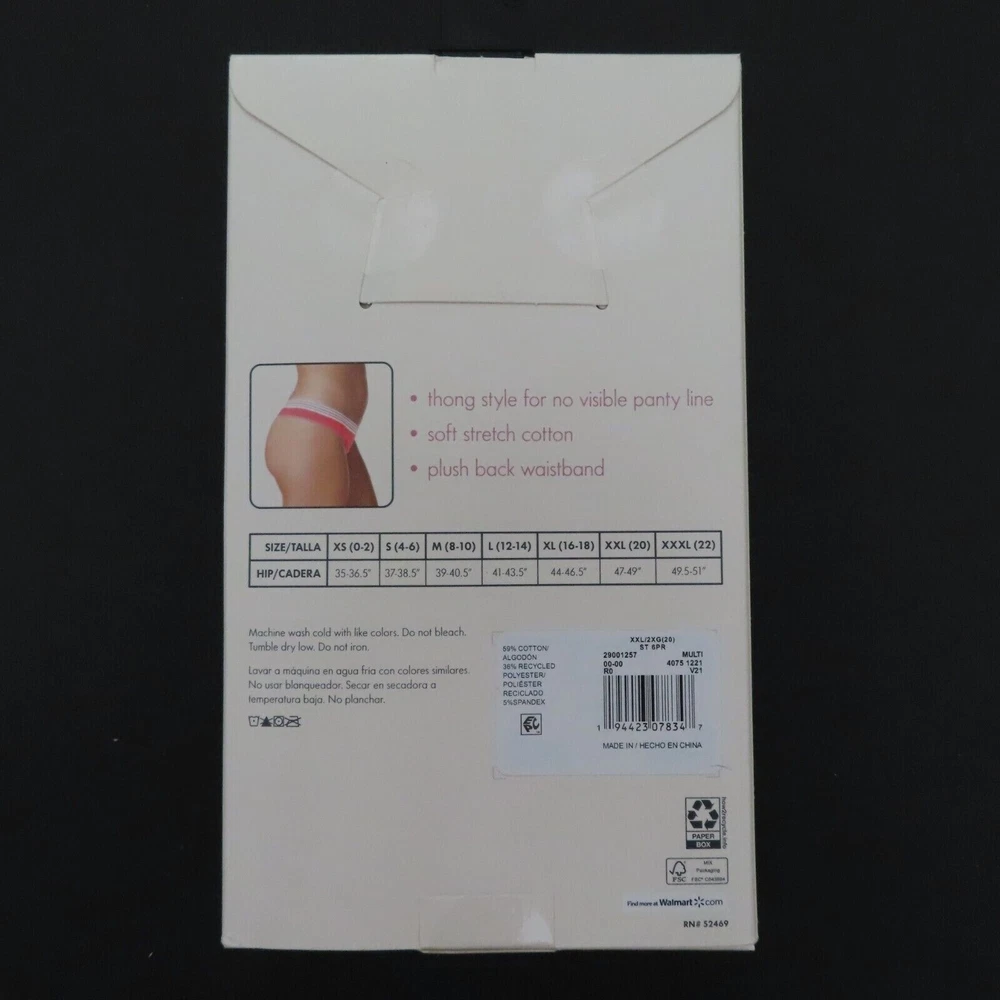 • thong style for no visible panty line
• soft stretch cotton
• plush back waistband
SIZE/TALLA XS (0-2) S (4-6) M (8-10) L (12-14) XL (16-18) XXL (20) XXXL (22)
HIP/CADERA 35-36.5" 37-38.5" 39-40.5" 41-43.5" 44-46.5" 47-49" 49.5-51"
Machine wash cold with like colors. Do not bleach.
Tumble dry low. Do not iron.
Lavar a máquina en agua fria con colores similares.
No usar blanqueador. Secar en secadora a
temperatura baja. No planchar.
59% COTTON/
ALGODÓN
36% RECYCLED
POLYESTER/
POLIÉSTER
RECICLADO
5%SPANDEX
XXL/2XG(20)
ST 6PR
29001257 MULTI
00-00 4075 1221
R0 V21
1 94423 07834 7
MADE IN / HECHO EN CHINA
how2recycle.info
PAPER
BOX
FSC
MIX
Packaging
Find more at Walmart.com
RN# 52469